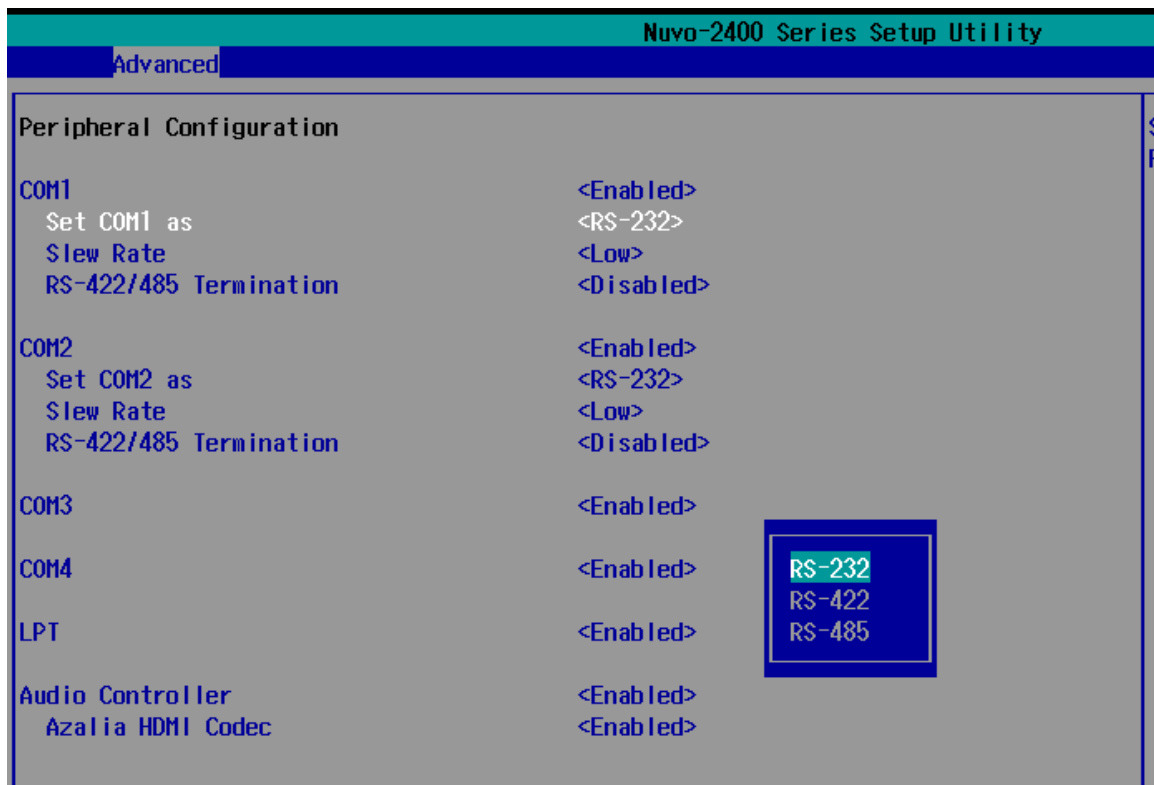 Nuvo-2400 Series Setup Utility
Advanced
Peripheral Configuration
COM1 <Enabled>
Set COM1 as <RS-232>
Slew Rate <Low>
RS-422/485 Termination <Disabled>
COM2 <Enabled>
Set COM2 as <RS-232>
Slew Rate <Low>
RS-422/485 Termination <Disabled>
COM3 <Enabled>
COM4 <Enabled>
LPT <Enabled>
Audio Controller <Enabled>
Azalia HDMI Codec <Enabled>
RS-232
RS-422
RS-485